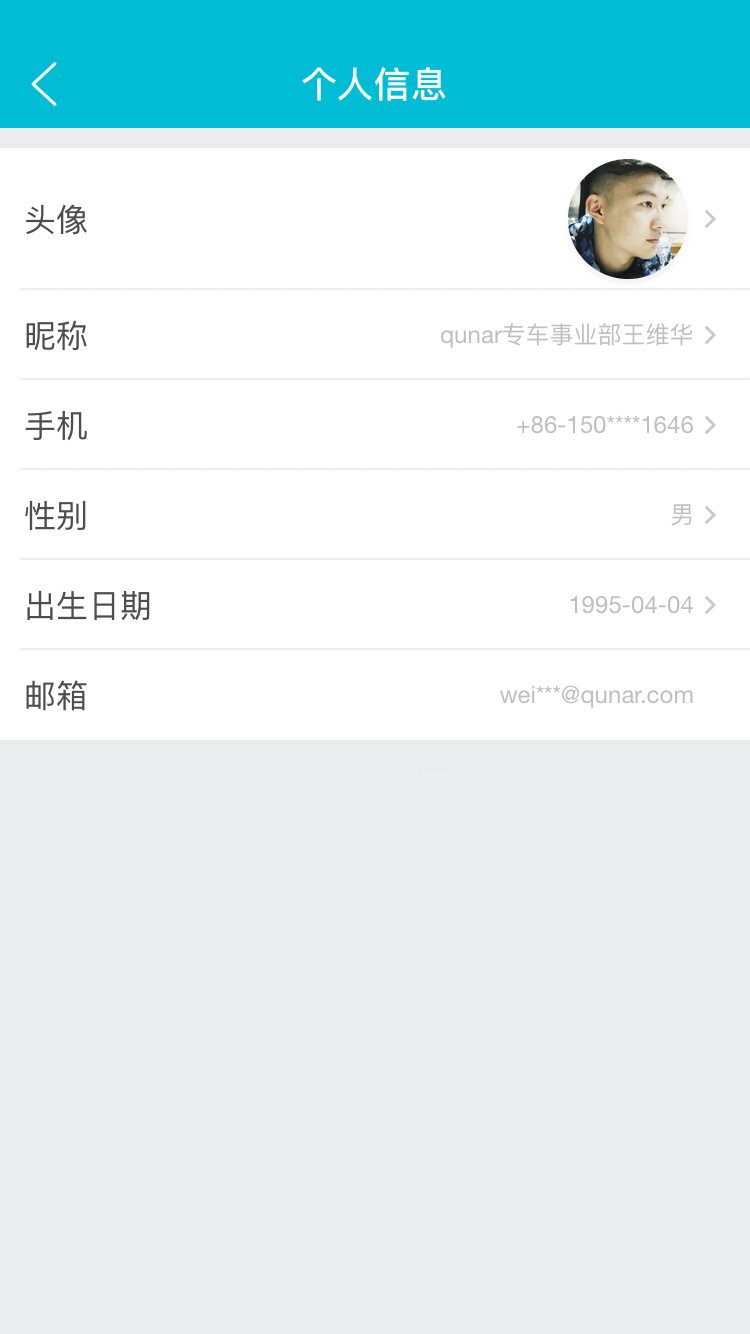 个人信息
头像
昵称 qunar专车事业部王维华
手机 +86-150****1646
性别 男
出生日期 1995-04-04
邮箱 wei***@qunar.com